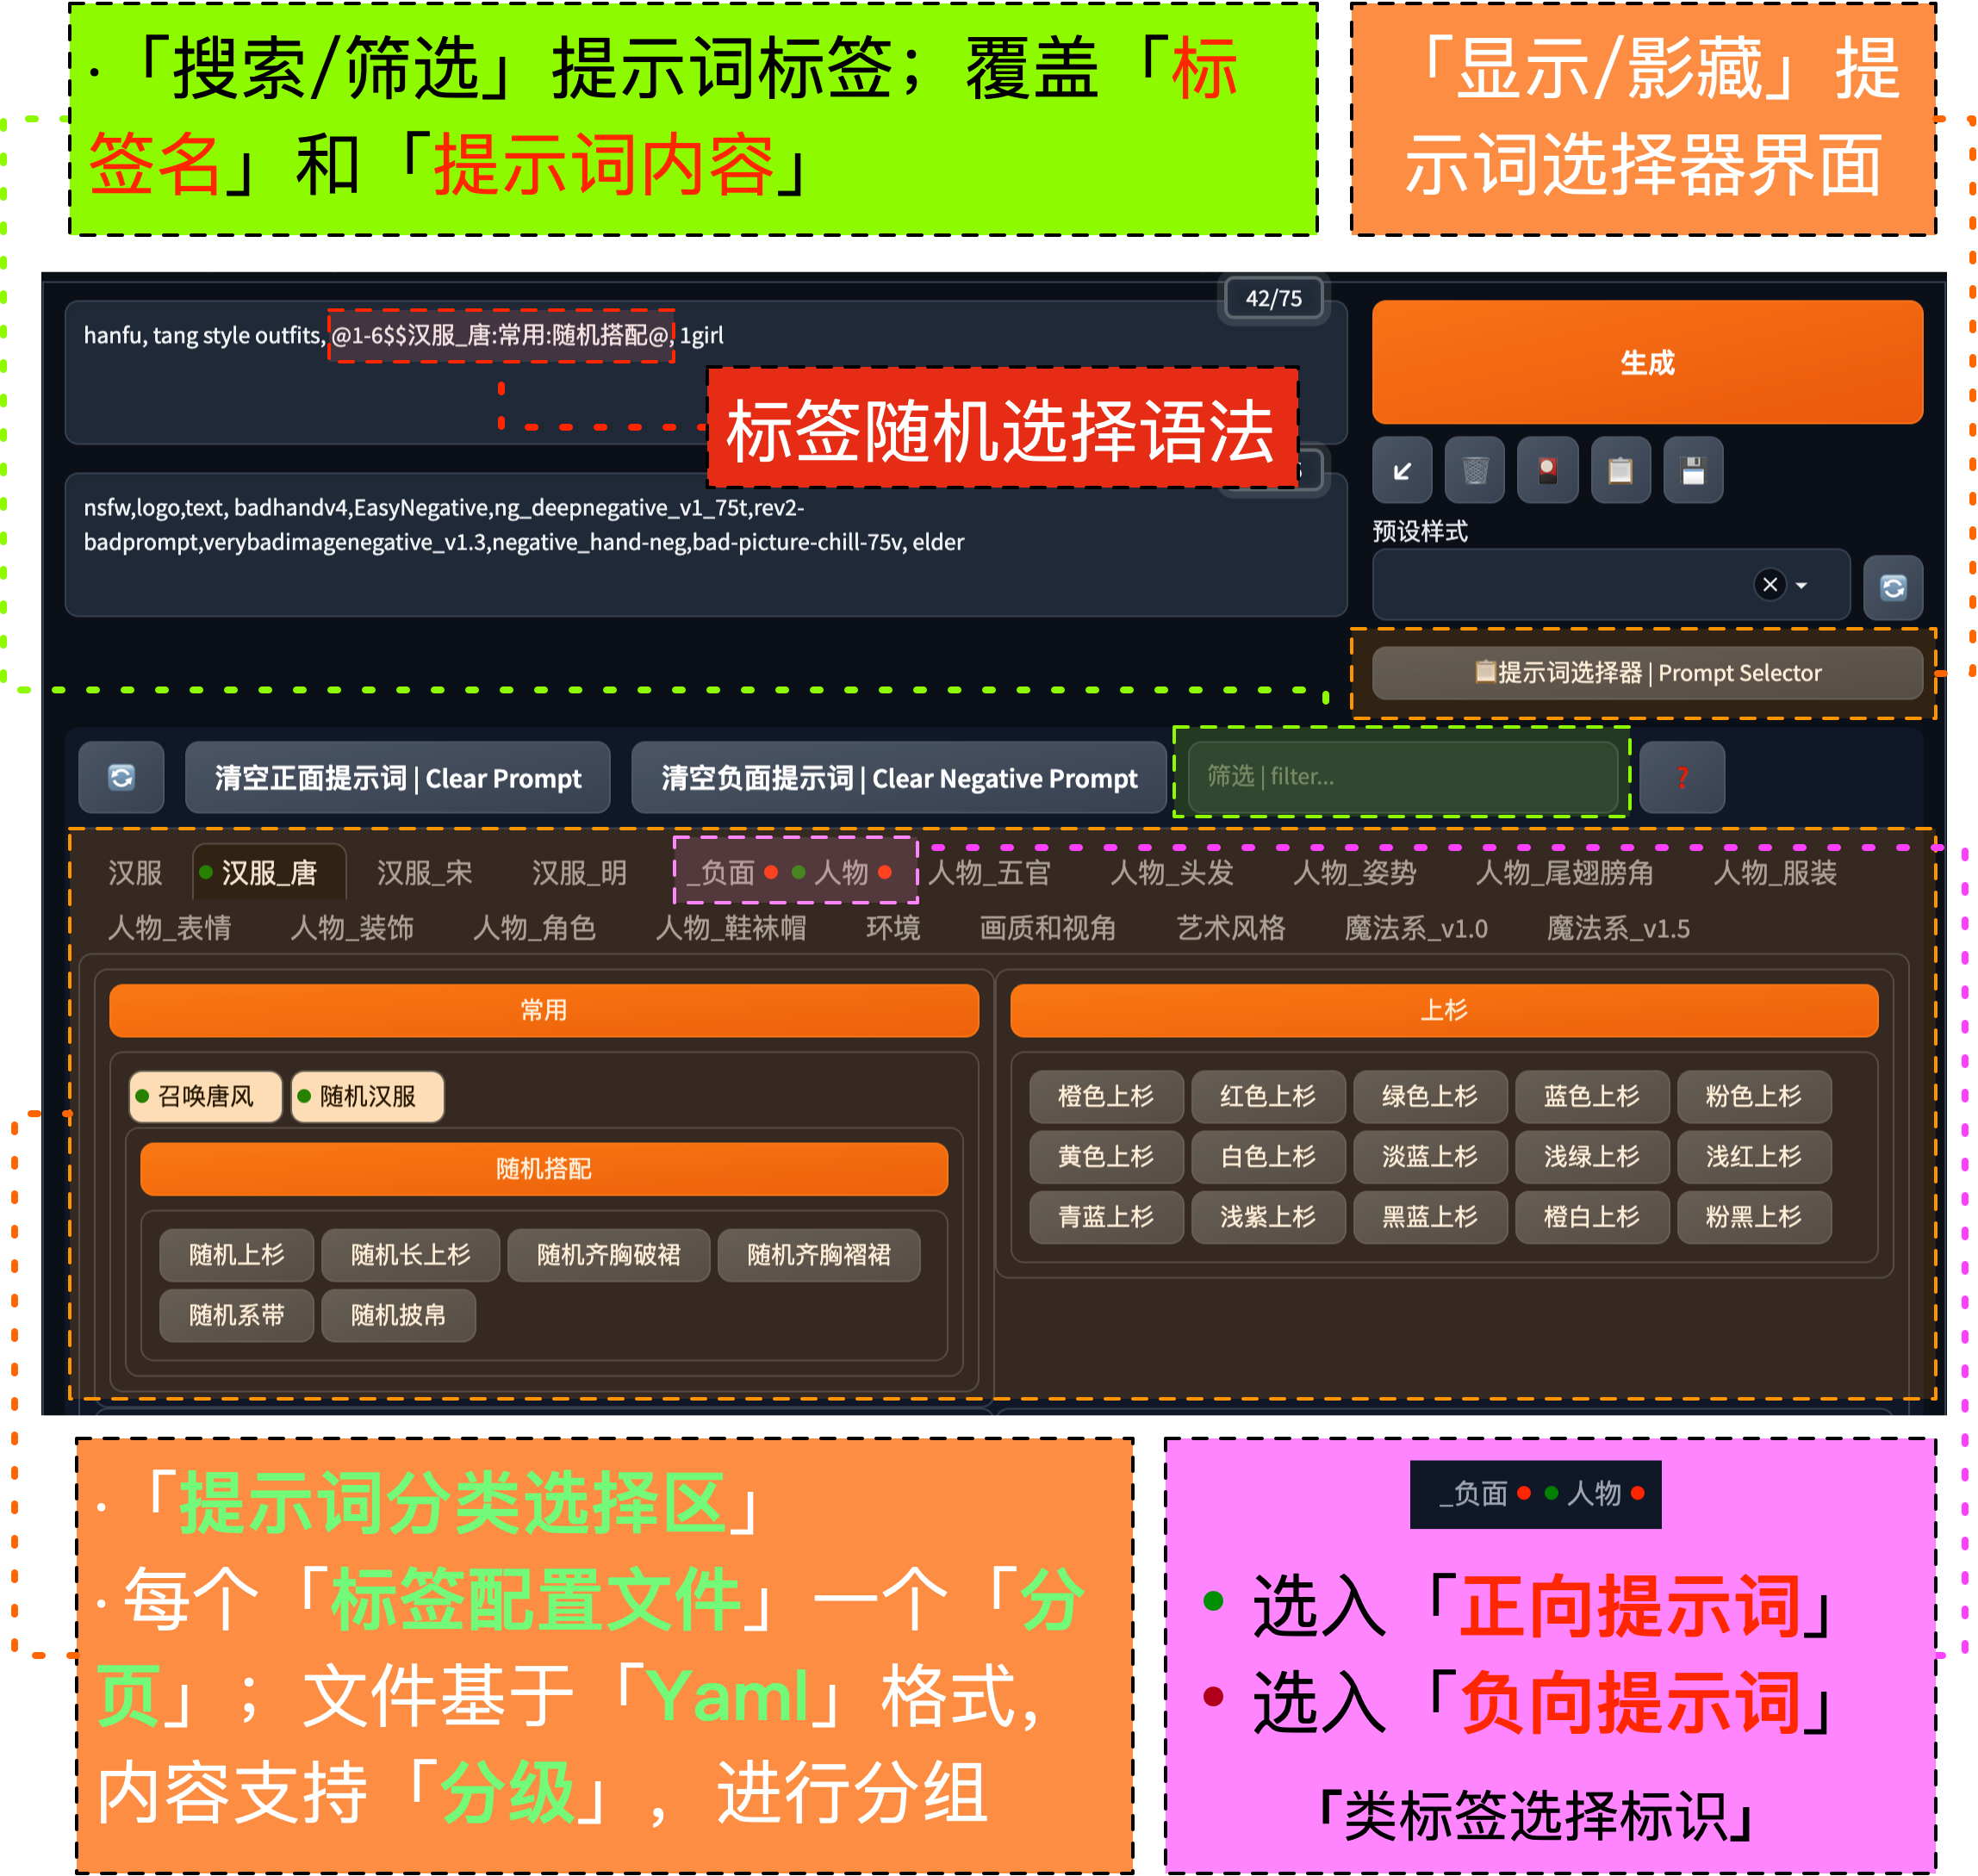 ·「搜索/筛选」提示词标签；覆盖「标
签名」和「提示词内容」
「显示/影藏」提
示词选择器界面
42/75
hanfu, tang style outfits, @1-6$$汉服_唐:常用:随机搭配@, 1girl
标签随机选择语法
生成
nsfw,logo,text, badhandv4,EasyNegative,ng_deepnegative_v1_75t,rev2-
badprompt,verybadimagenegative_v1.3,negative_hand-neg,bad-picture-chill-75v, elder
预设样式
提示词选择器 | Prompt Selector
清空正面提示词 | Clear Prompt
清空负面提示词 | Clear Negative Prompt
筛选 | filter...
?
汉服 汉服_唐 汉服_宋 汉服_明 _负面 人物 人物_五官 人物_头发 人物_姿势 人物_尾翅膀角 人物_服装
人物_表情 人物_装饰 人物_角色 人物_鞋袜帽 环境 画质和视角 艺术风格 魔法系_v1.0 魔法系_v1.5
常用
召唤唐风 随机汉服
随机搭配
随机上杉 随机长上杉 随机齐胸破裙 随机齐胸褶裙
随机系带 随机披帛
上杉
橙色上杉 红色上杉 绿色上杉 蓝色上杉 粉色上杉
黄色上杉 白色上杉 淡蓝上杉 浅绿上杉 浅红上杉
青蓝上杉 浅紫上杉 黑蓝上杉 橙白上杉 粉黑上杉
·「提示词分类选择区」
· 每个「标签配置文件」一个「分
页」；文件基于「Yaml」格式，
内容支持「分级」，进行分组
_负面 人物
• 选入「正向提示词」
• 选入「负向提示词」
「类标签选择标识」